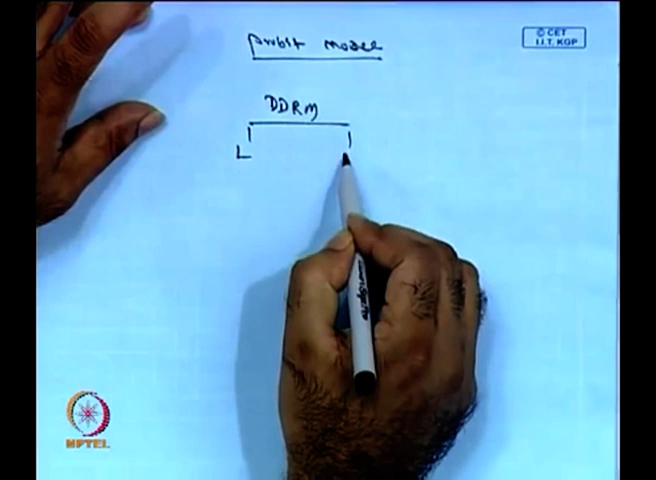 probit model
© CET
I.I.T. KGP
DDRM
L
NPTEL